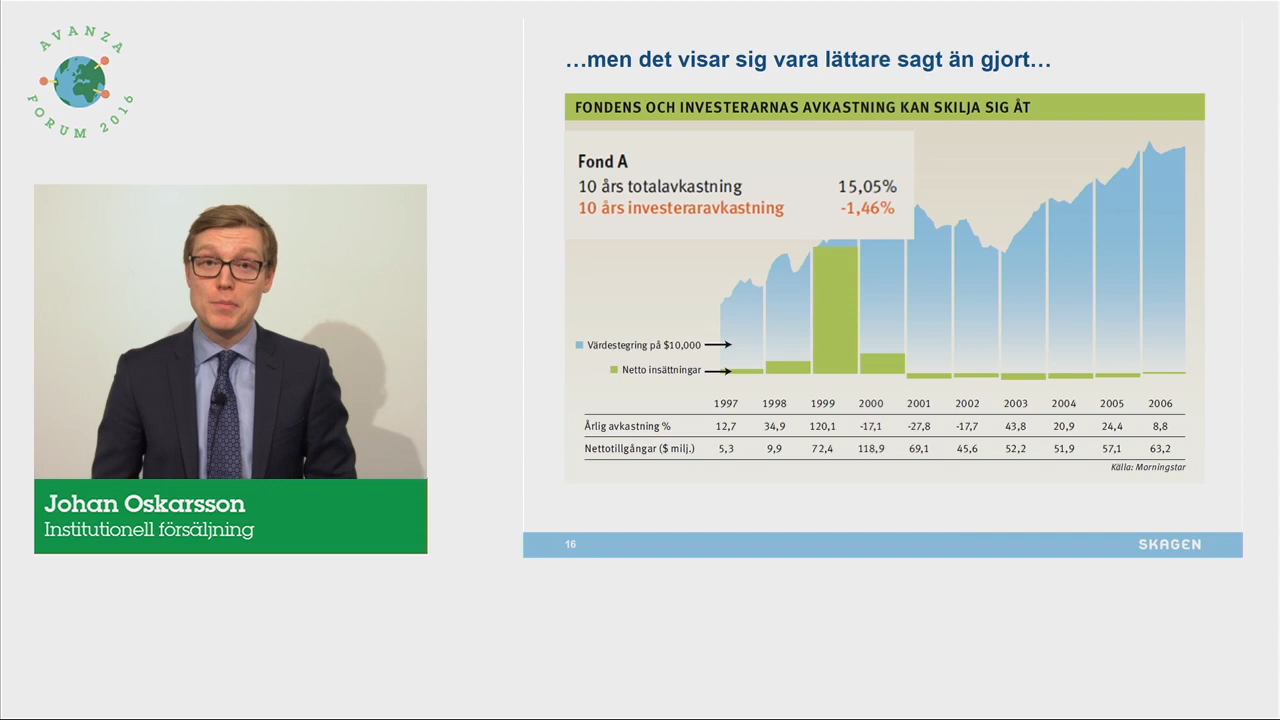 AVANZA
FORUM 2016
Johan Oskarsson
Institutionell försäljning
…men det visar sig vara lättare sagt än gjort…
FONDENS OCH INVESTERARNAS AVKASTNING KAN SKILJA SIG ÅT
Fond A
10 års totalavkastning 15,05%
10 års investeraravkastning -1,46%
Värdestegring på $10,000
Netto insättningar
1997 1998 1999 2000 2001 2002 2003 2004 2005 2006
Årlig avkastning % 12,7 34,9 120,1 -17,1 -27,8 -17,7 43,8 20,9 24,4 8,8
Nettotillgångar ($ milj.) 5,3 9,9 72,4 118,9 69,1 45,6 52,2 51,9 57,1 63,2
Källa: Morningstar
16 SKAGEN